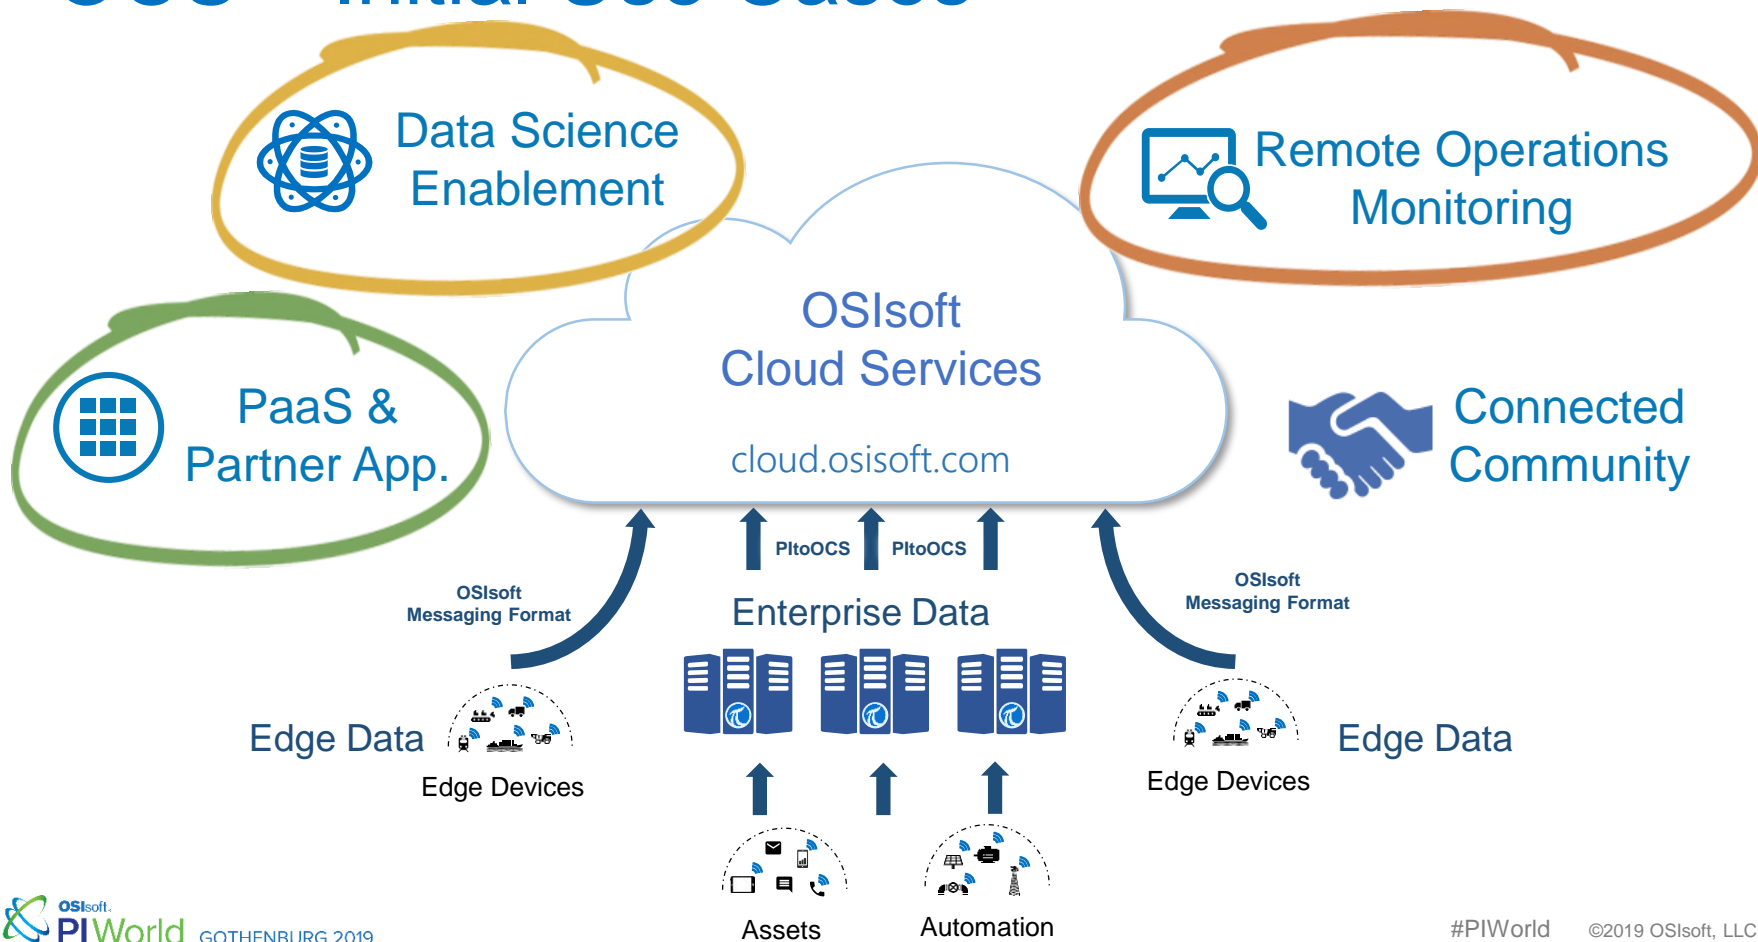 Data Science
Enablement
Remote Operations
Monitoring
OSIsoft
Cloud Services
cloud.osisoft.com
PaaS &
Partner App.
Connected
Community
PItoOCS
PItoOCS
OSIsoft
Messaging Format
OSIsoft
Messaging Format
Enterprise Data
Edge Data
Edge Devices
Edge Devices
Edge Data
Assets
Automation
OSIsoft.
PIWorld GOTHENBURG 2019
#PIWorld ©2019 OSIsoft, LLC